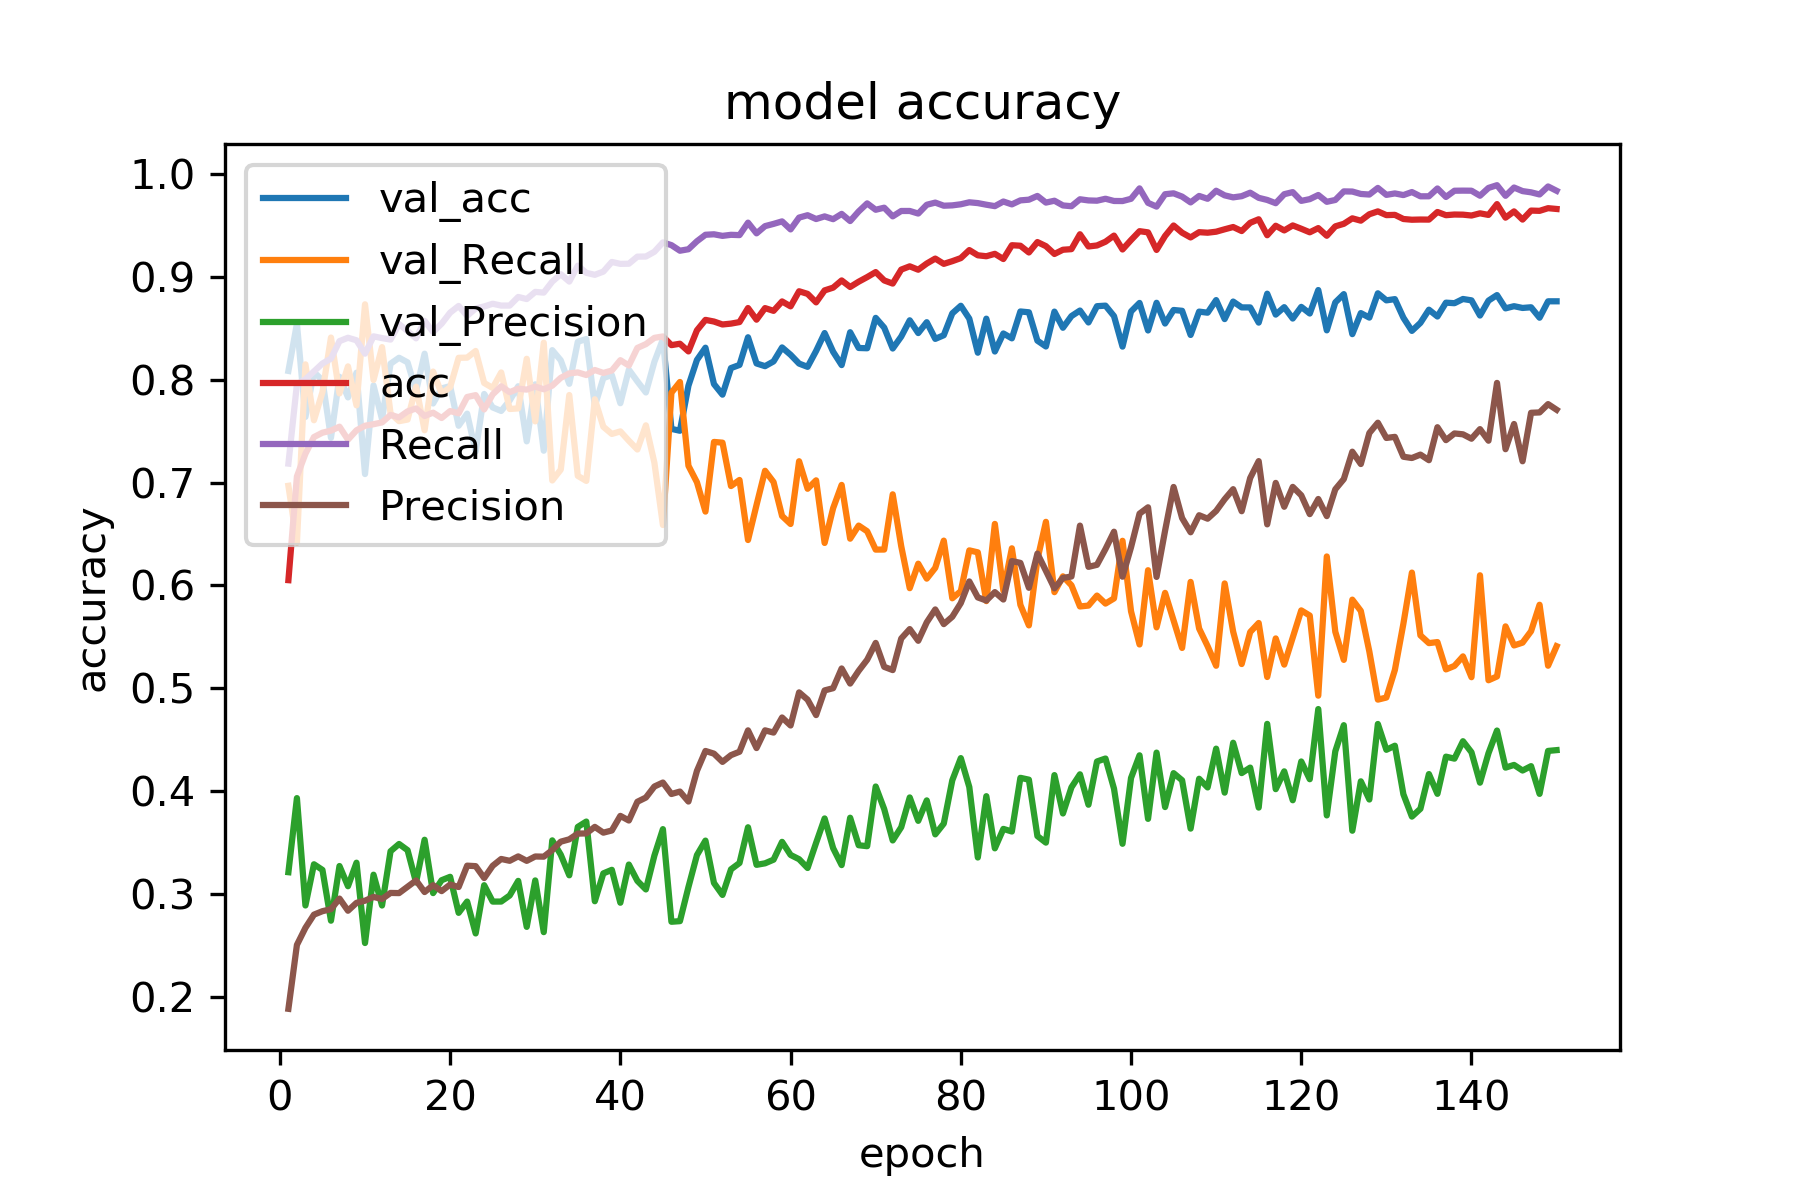 model accuracy
accuracy
1.0
0.9
0.8
0.7
0.6
0.5
0.4
0.3
0.2
val_acc
val_Recall
val_Precision
acc
Recall
Precision
0 20 40 60 80 100 120 140
epoch